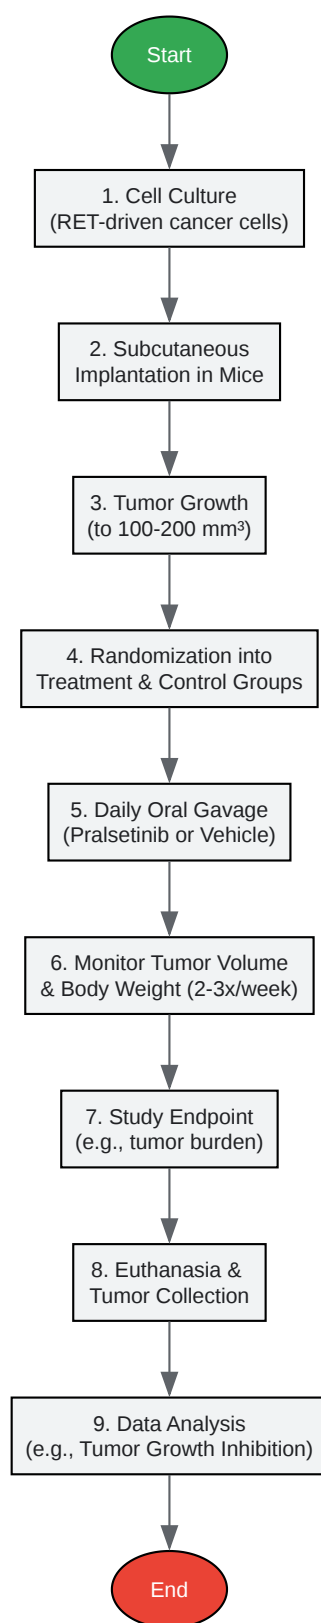 Start
1. Cell Culture
(RET-driven cancer cells)
2. Subcutaneous
Implantation in Mice
3. Tumor Growth
(to 100-200 mm³)
4. Randomization into
Treatment & Control Groups
5. Daily Oral Gavage
(Pralsetinib or Vehicle)
6. Monitor Tumor Volume
& Body Weight (2-3x/week)
7. Study Endpoint
(e.g., tumor burden)
8. Euthanasia &
Tumor Collection
9. Data Analysis
(e.g., Tumor Growth Inhibition)
End